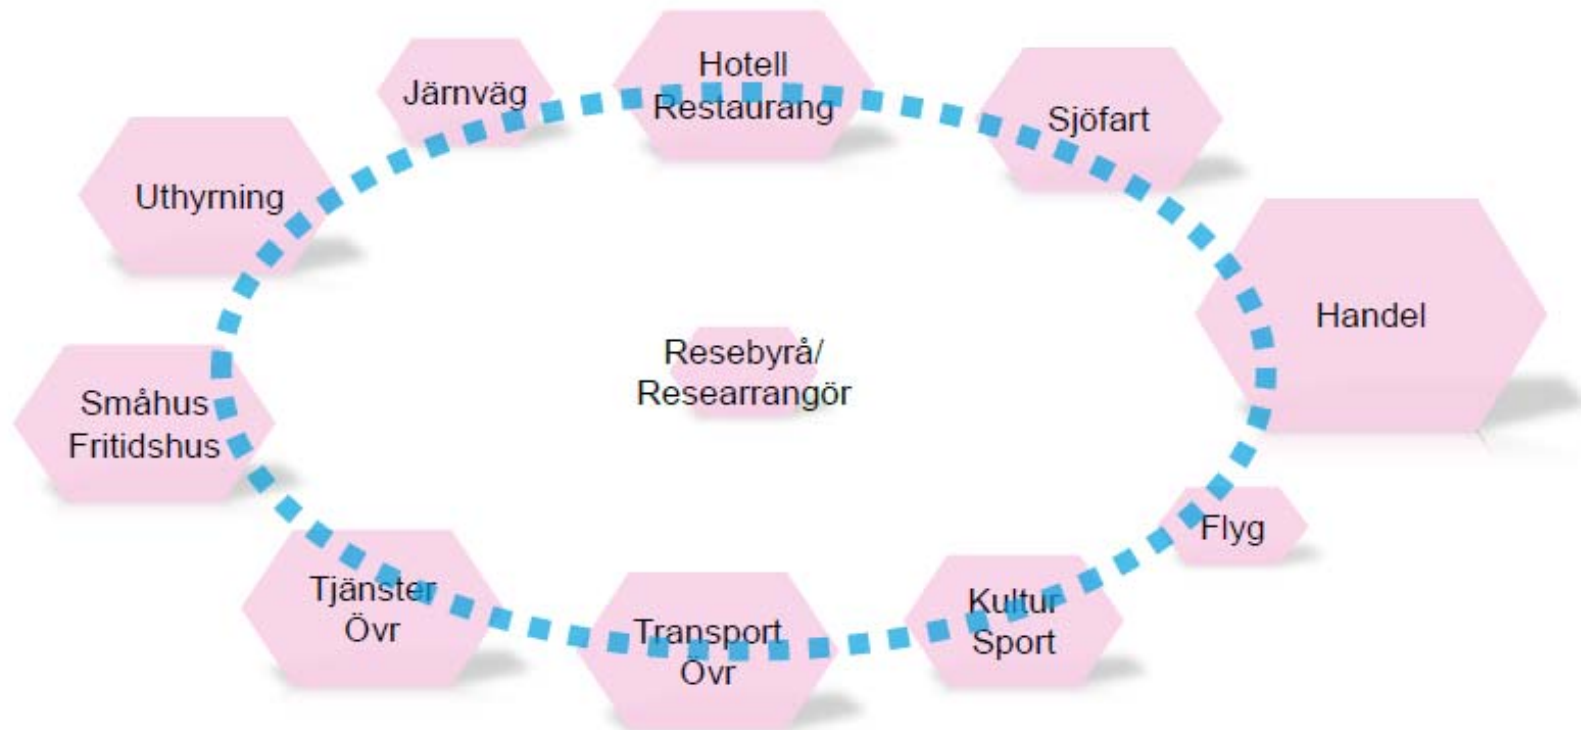 Hotell
Restaurang
Järnväg
Sjöfart
Uthyrning
Handel
Resebyrå/
Researrangör
Småhus
Fritidshus
Flyg
Tjänster
Övr
Kultur
Sport
Transport
Övr